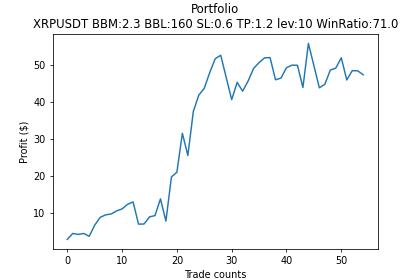 Portfolio
XRPUSDT BBM:2.3 BBL:160 SL:0.6 TP:1.2 lev:10 WinRatio:71.0
50
40
30
20
10
Profit ($)
0 10 20 30 40 50
Trade counts